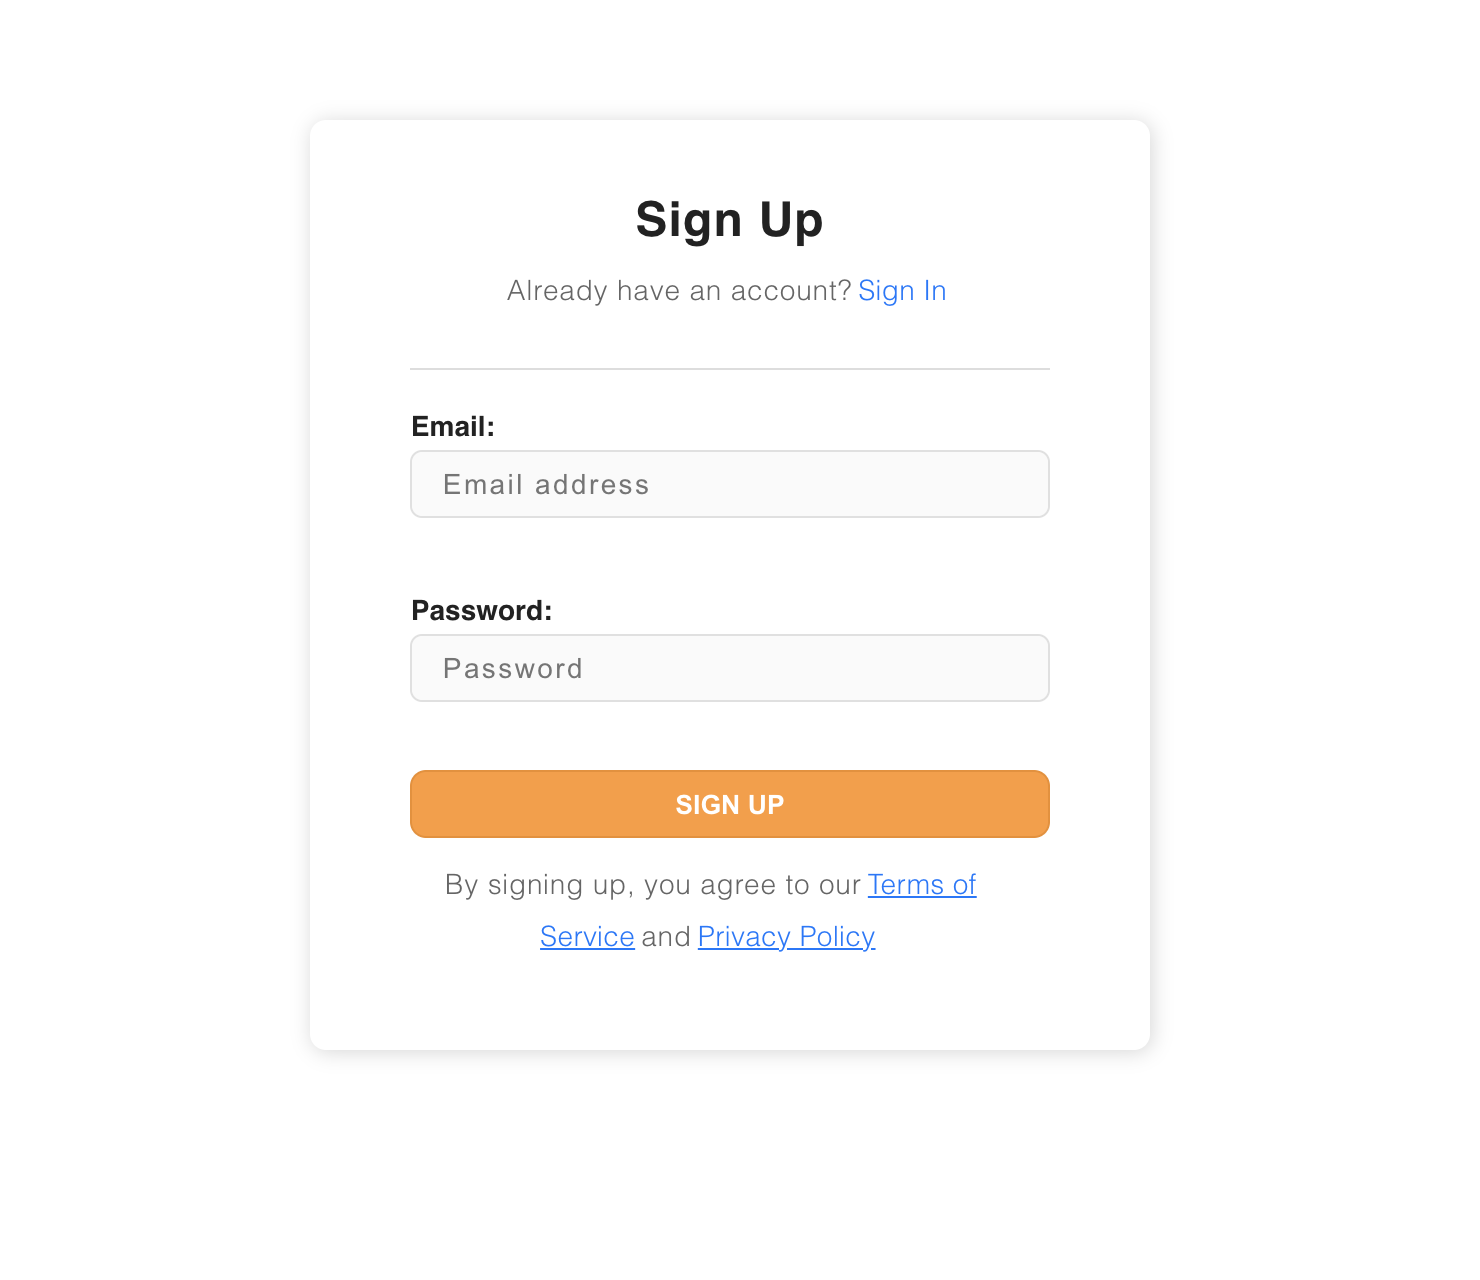 Sign Up
Already have an account? Sign In
Email:
Email address
Password:
Password
SIGN UP
By signing up, you agree to our Terms of
Service and Privacy Policy